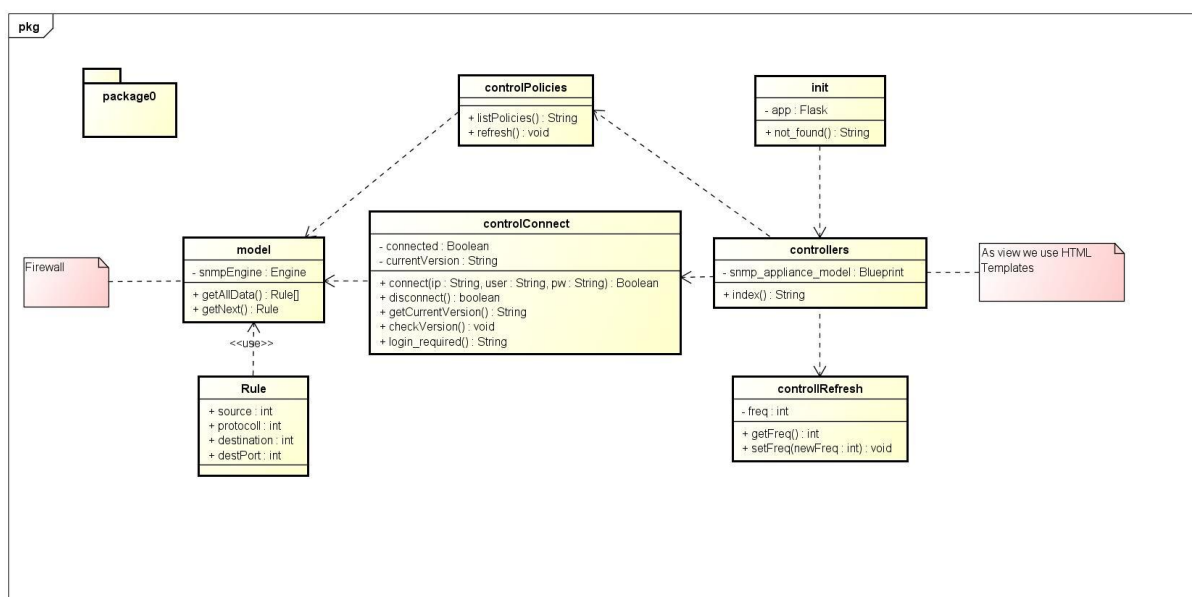 pkg
package0
controlPolicies
+ listPolicies() : String
+ refresh() : void
init
- app : Flask
+ not_found() : String
controlConnect
- connected : Boolean
- currentVersion : String
+ connect(ip : String, user : String, pw : String) : Boolean
+ disconnect() : boolean
+ getCurrentVersion() : String
+ checkVersion() : void
+ login_required() : String
model
- snmpEngine : Engine
+ getAllData() : Rule[]
+ getNext() : Rule
Firewall
controllers
- snmp_appliance_model : Blueprint
+ index() : String
As view we use HTML
Templates
<<use>>
Rule
+ source : int
+ protocoll : int
+ destination : int
+ destPort : int
controllRefresh
- freq : int
+ getFreq() : int
+ setFreq(newFreq : int) : void